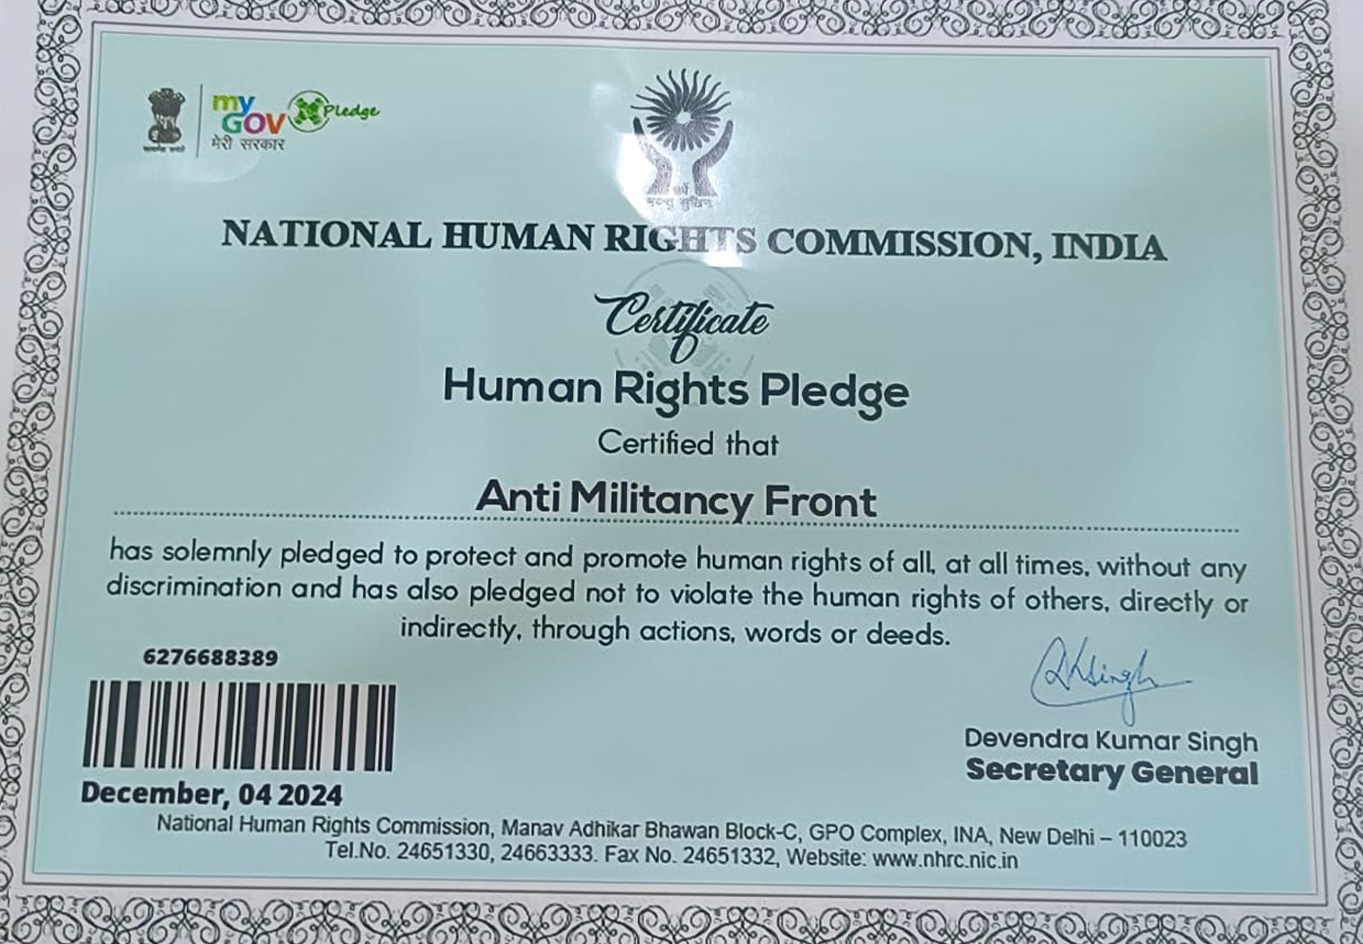 my
GOV
मेरी सरकार
Pledge
भवन्तु सुखिनः
NATIONAL HUMAN RIGHTS COMMISSION, INDIA
Certificate
Human Rights Pledge
Certified that
Anti Militancy Front
has solemnly pledged to protect and promote human rights of all, at all times, without any
discrimination and has also pledged not to violate the human rights of others, directly or
indirectly, through actions, words or deeds.
6276688389
DKsingh
Devendra Kumar Singh
Secretary General
December, 04 2024
National Human Rights Commission, Manav Adhikar Bhawan Block-C, GPO Complex, INA, New Delhi – 110023
Tel.No. 24651330, 24663333. Fax No. 24651332, Website: www.nhrc.nic.in